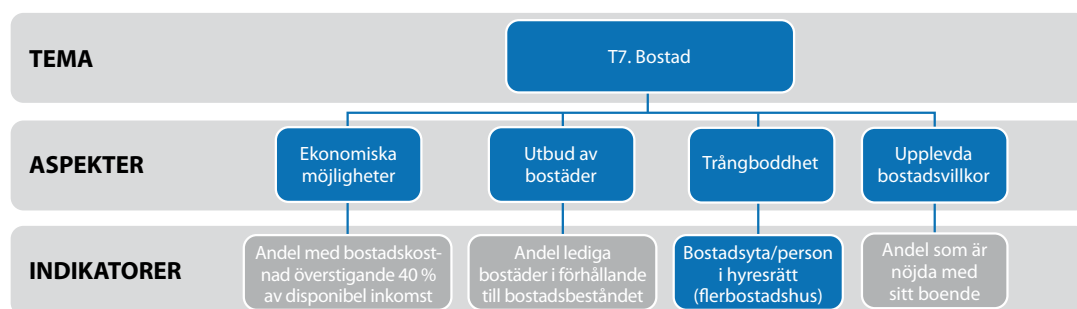 TEMA
T7. Bostad
ASPEKTER
Ekonomiska
möjligheter
Utbud av
bostäder
Trångboddhet
Upplevda
bostadsvillkor
INDIKATORER
Andel med bostadskost-
nad överstigande 40 %
av disponibel inkomst
Andel lediga
bostäder i förhållande
till bostadsbeståndet
Bostadsyta/person
i hyresrätt
(flerbostadshus)
Andel som är
nöjda med
sitt boende